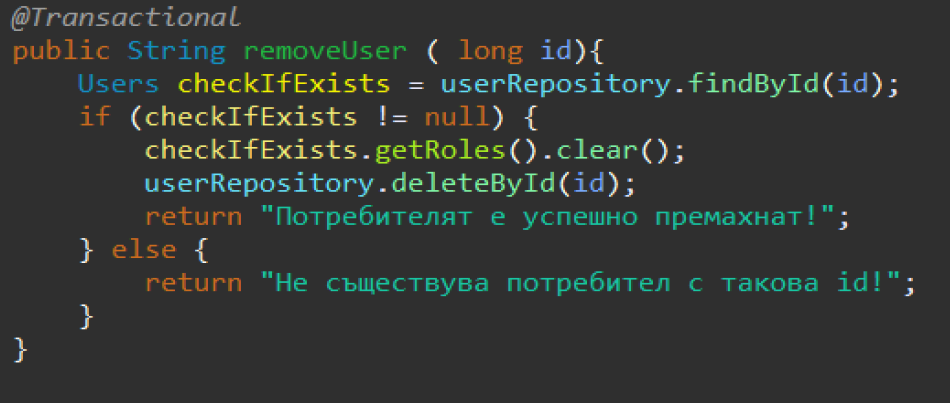 @Transactional
public String removeUser ( long id){
    Users checkIfExists = userRepository.findById(id);
    if (checkIfExists != null) {
        checkIfExists.getRoles().clear();
        userRepository.deleteById(id);
        return "Потребителят е успешно премахнат!";
    } else {
        return "Не съществува потребител с такова id!";
    }
}